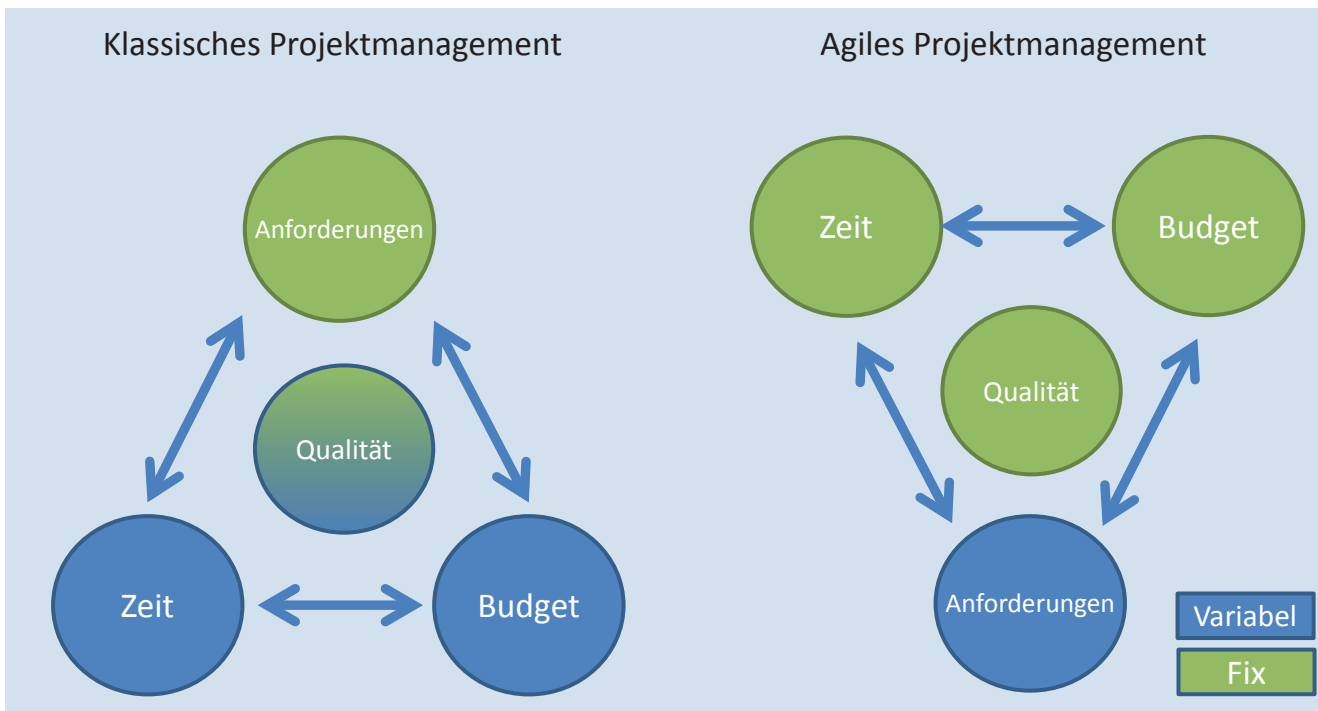 Klassisches Projektmanagement
Anforderungen
Qualität
Zeit
Budget
Agiles Projektmanagement
Zeit
Budget
Qualität
Anforderungen
Variabel
Fix